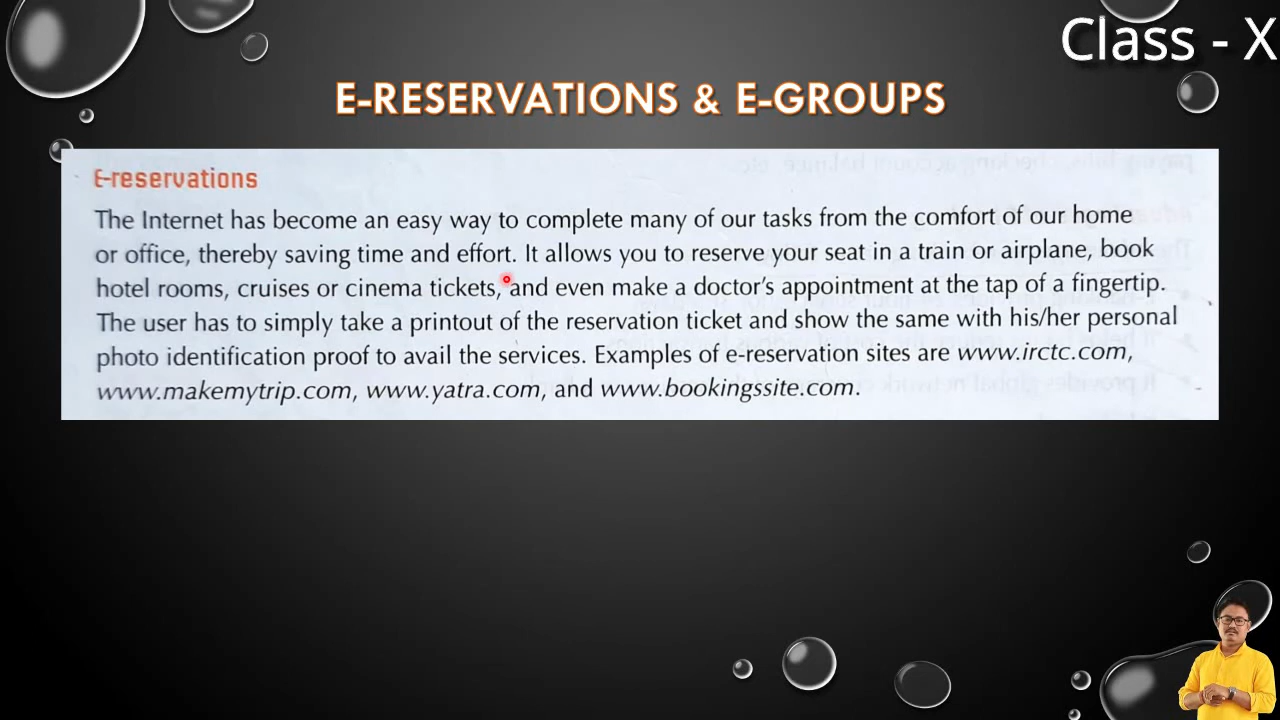 Class - X
E-RESERVATIONS & E-GROUPS
E-reservations
The Internet has become an easy way to complete many of our tasks from the comfort of our home
or office, thereby saving time and effort. It allows you to reserve your seat in a train or airplane, book
hotel rooms, cruises or cinema tickets, and even make a doctor's appointment at the tap of a fingertip.
The user has to simply take a printout of the reservation ticket and show the same with his/her personal
photo identification proof to avail the services. Examples of e-reservation sites are www.irctc.com,
www.makemytrip.com, www.yatra.com, and www.bookingssite.com.